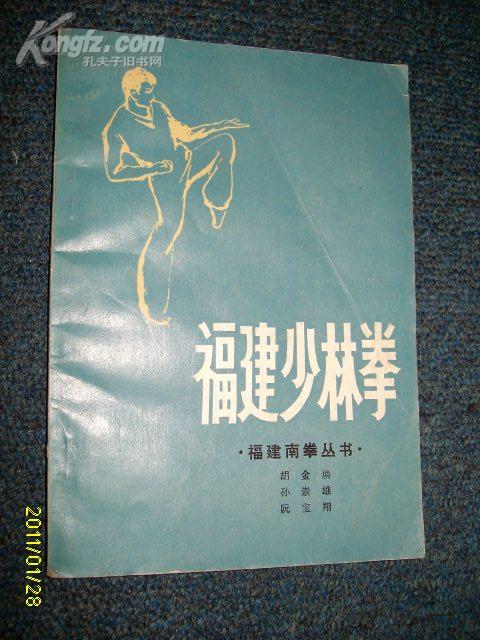 Kongfz.com
孔夫子旧书网
福建少林拳
·福建南拳丛书·
胡金焕
孙崇雄
阮宝翔
2011/01/28